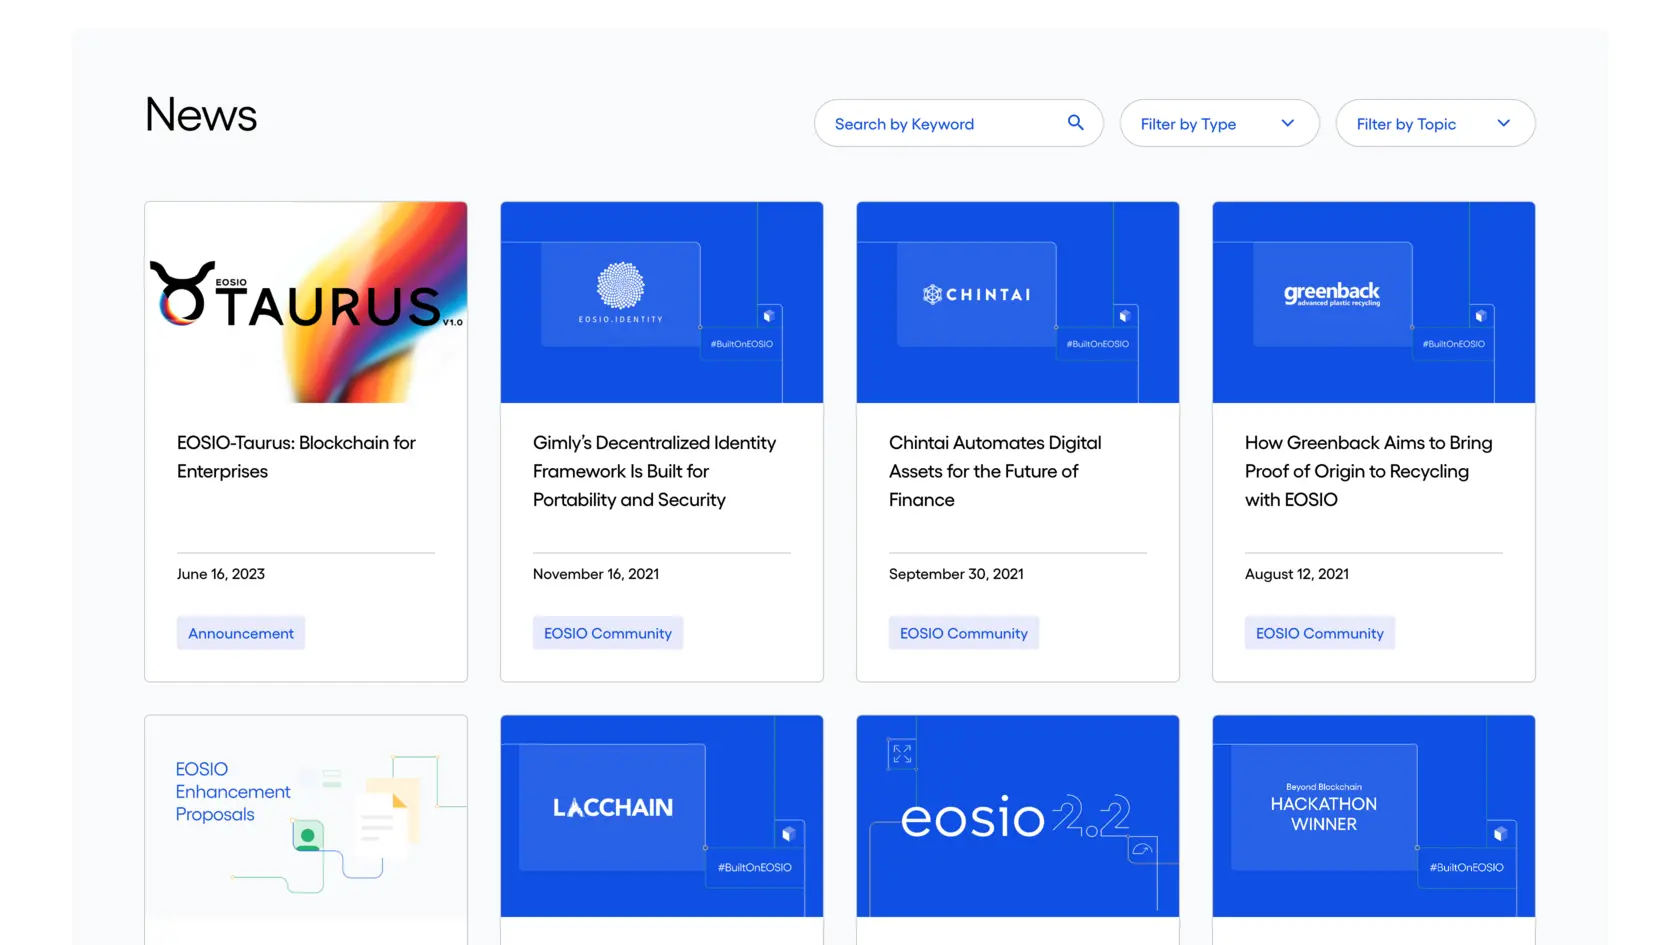 News
Search by Keyword
Filter by Type
Filter by Topic
EOSIO
TAURUS V1.0
EOSIO-Taurus: Blockchain for
Enterprises
June 16, 2023
Announcement
EOSIO.IDENTITY
#BuiltOnEOSIO
Gimly’s Decentralized Identity
Framework Is Built for
Portability and Security
November 16, 2021
EOSIO Community
CHINTAI
#BuiltOnEOSIO
Chintai Automates Digital
Assets for the Future of
Finance
September 30, 2021
EOSIO Community
greenback
advanced plastic recycling
#BuiltOnEOSIO
How Greenback Aims to Bring
Proof of Origin to Recycling
with EOSIO
August 12, 2021
EOSIO Community
EOSIO
Enhancement
Proposals
LACCHAIN
#BuiltOnEOSIO
eosio 2.2
Beyond Blockchain
HACKATHON
WINNER
#BuiltOnEOSIO